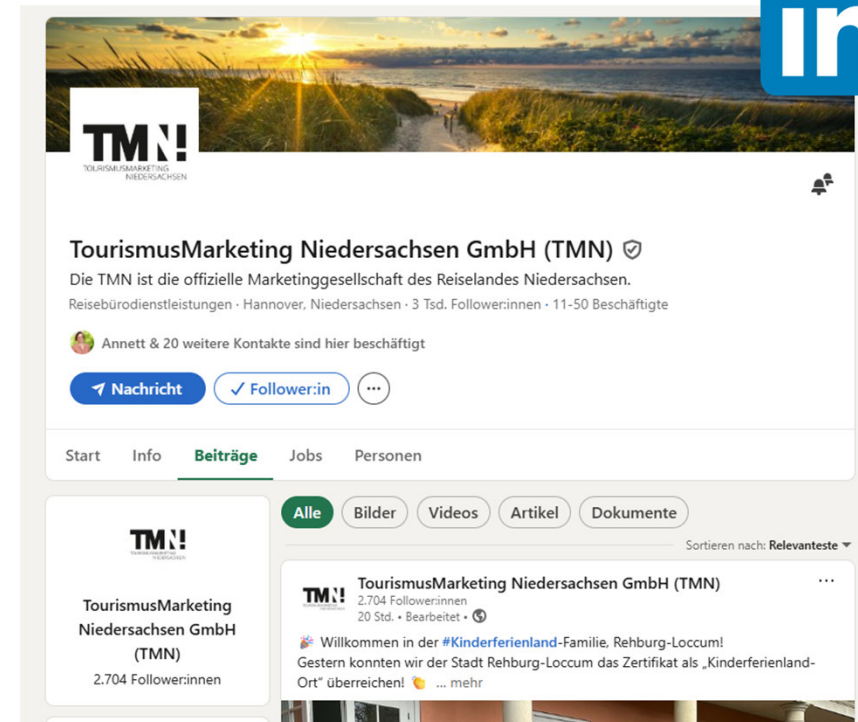 in
TMN!
TOURISMUSMARKETING
NIEDERSACHSEN
TourismusMarketing Niedersachsen GmbH (TMN)
Die TMN ist die offizielle Marketinggesellschaft des Reiselandes Niedersachsen.
Reisebürodienstleistungen · Hannover, Niedersachsen · 3 Tsd. Follower:innen · 11-50 Beschäftigte
Annett & 20 weitere Kontakte sind hier beschäftigt
Nachricht
Follower:in
Start Info Beiträge Jobs Personen
Alle Bilder Videos Artikel Dokumente
Sortieren nach: Relevanteste
TMN!
TOURISMUSMARKETING
NIEDERSACHSEN
TourismusMarketing
Niedersachsen GmbH
(TMN)
2.704 Follower:innen
TMN!
TourismusMarketing Niedersachsen GmbH (TMN)
2.704 Follower:innen
20 Std. • Bearbeitet •
🎉 Willkommen in der #Kinderferienland-Familie, Rehburg-Loccum!
Gestern konnten wir der Stadt Rehburg-Loccum das Zertifikat als „Kinderferienland-
Ort“ überreichen! 👏 ... mehr